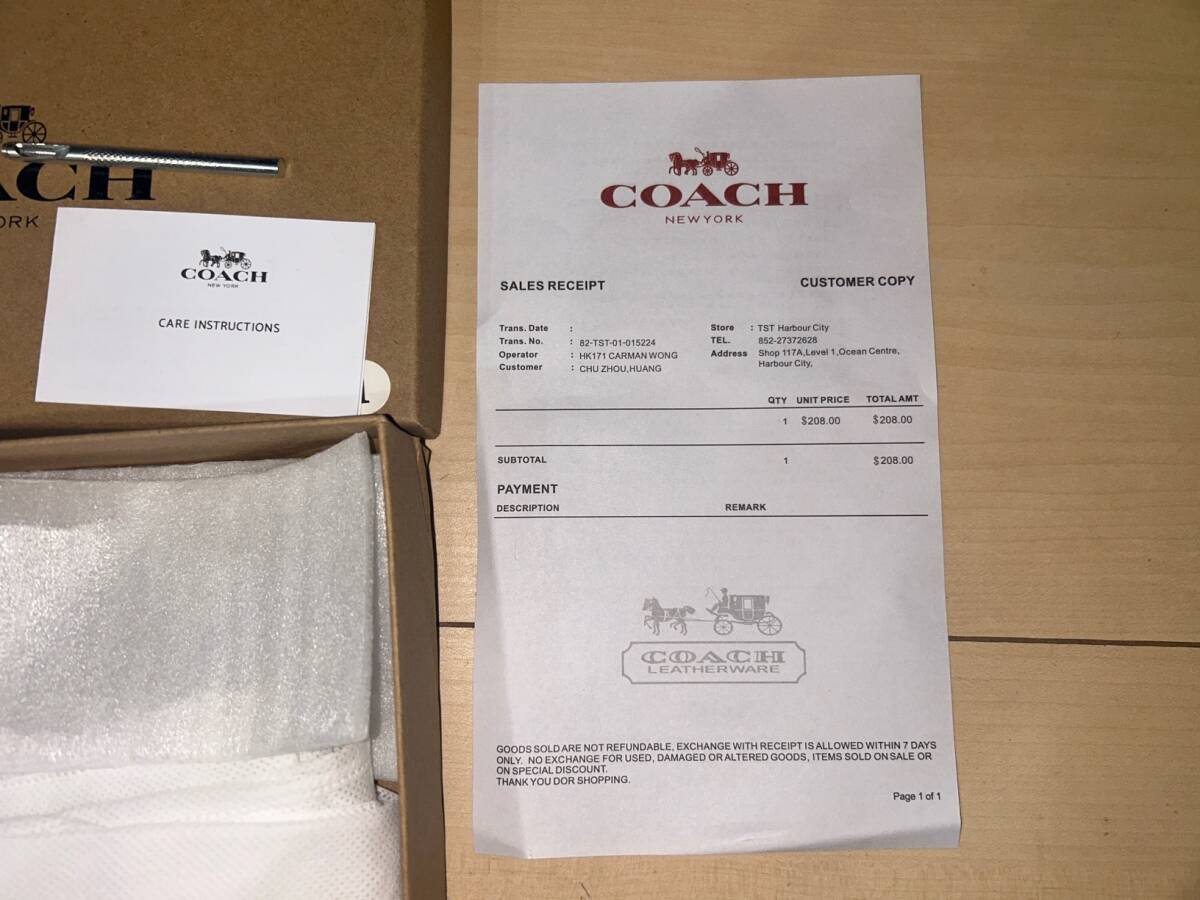 COACH
NEW YORK
SALES RECEIPT
CUSTOMER COPY
Trans. Date :
Trans. No. : 82-TST-01-015224
Operator : HK171 CARMAN WONG
Customer : CHU ZHOU,HUANG
Store : TST Harbour City
TEL. 852-27372628
Address Shop 117A,Level 1,Ocean Centre,
Harbour City,
QTY UNIT PRICE TOTAL AMT
1 $208.00 $208.00
SUBTOTAL 1 $208.00
PAYMENT
DESCRIPTION REMARK
COACH
LEATHERWARE
GOODS SOLD ARE NOT REFUNDABLE, EXCHANGE WITH RECEIPT IS ALLOWED WITHIN 7 DAYS
ONLY. NO EXCHANGE FOR USED, DAMAGED OR ALTERED GOODS, ITEMS SOLD ON SALE OR
ON SPECIAL DISCOUNT.
THANK YOU DOR SHOPPING.
Page 1 of 1
ACH
ORK
COACH
NEW YORK
CARE INSTRUCTIONS